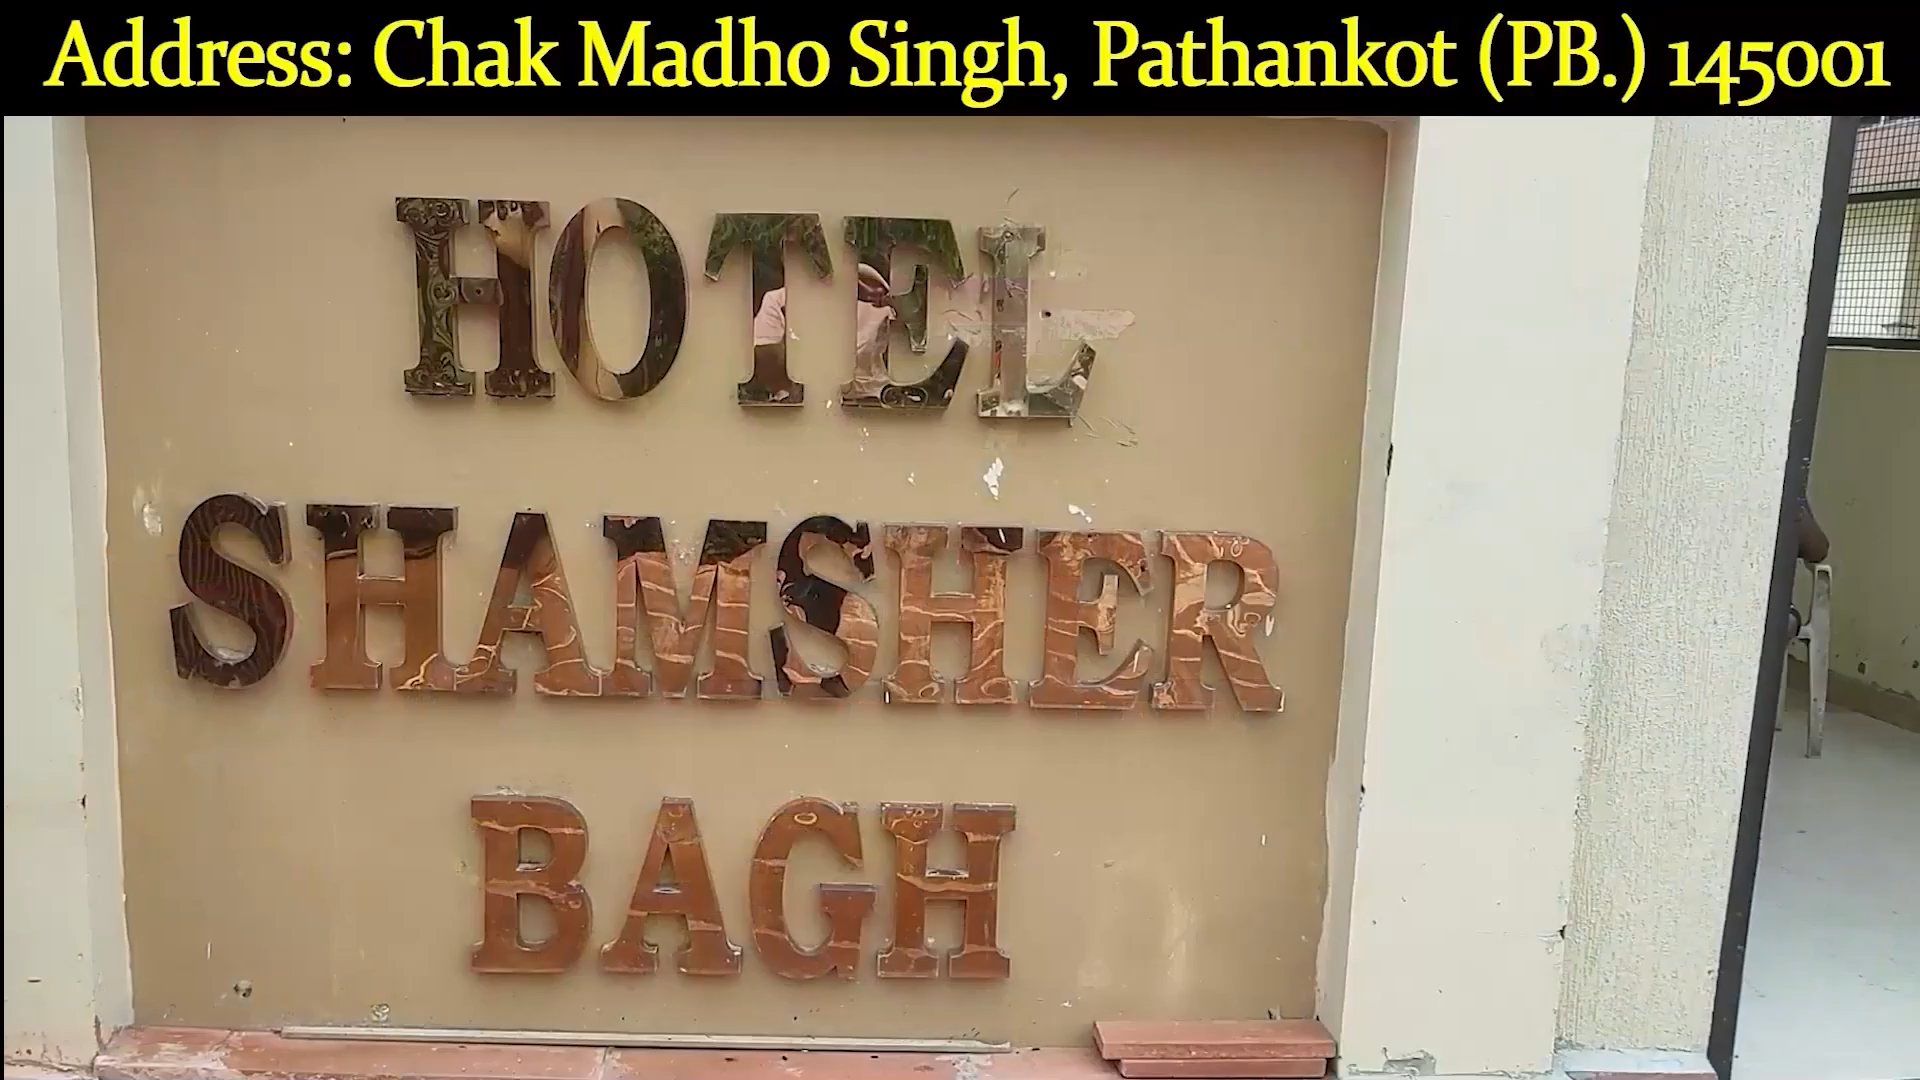 Address: Chak Madho Singh, Pathankot (PB.) 145001
HOTEL
SHAMSHER
BAGH